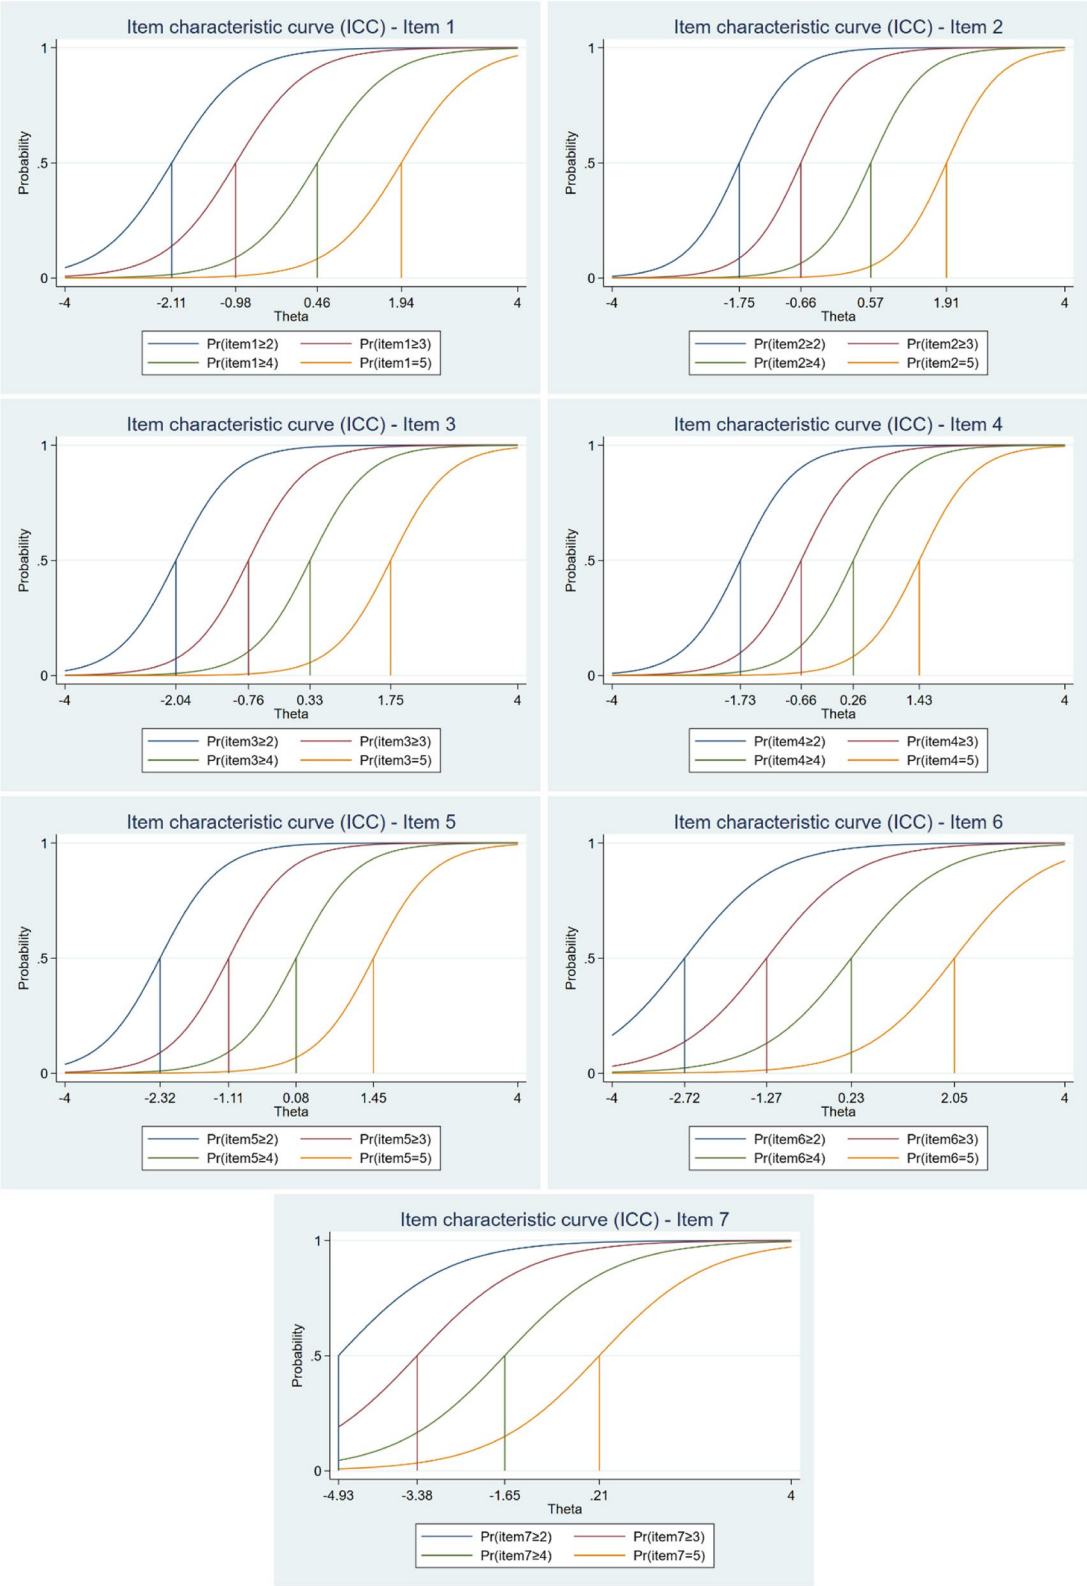 Item characteristic curve (ICC) - Item 1
1
Probability
.5
0
-4 -2.11 -0.98 0.46 1.94 4
Theta
Pr(item1≥2) Pr(item1≥3)
Pr(item1≥4) Pr(item1=5)
Item characteristic curve (ICC) - Item 2
1
Probability
.5
0
-4 -1.75 -0.66 0.57 1.91 4
Theta
Pr(item2≥2) Pr(item2≥3)
Pr(item2≥4) Pr(item2=5)
Item characteristic curve (ICC) - Item 3
1
Probability
.5
0
-4 -2.04 -0.76 0.33 1.75 4
Theta
Pr(item3≥2) Pr(item3≥3)
Pr(item3≥4) Pr(item3=5)
Item characteristic curve (ICC) - Item 4
1
Probability
.5
0
-4 -1.73 -0.66 0.26 1.43 4
Theta
Pr(item4≥2) Pr(item4≥3)
Pr(item4≥4) Pr(item4=5)
Item characteristic curve (ICC) - Item 5
1
Probability
.5
0
-4 -2.32 -1.11 0.08 1.45 4
Theta
Pr(item5≥2) Pr(item5≥3)
Pr(item5≥4) Pr(item5=5)
Item characteristic curve (ICC) - Item 6
1
Probability
.5
0
-4 -2.72 -1.27 0.23 2.05 4
Theta
Pr(item6≥2) Pr(item6≥3)
Pr(item6≥4) Pr(item6=5)
Item characteristic curve (ICC) - Item 7
1
Probability
.5
0
-4.93 -3.38 -1.65 .21 4
Theta
Pr(item7≥2) Pr(item7≥3)
Pr(item7≥4) Pr(item7=5)